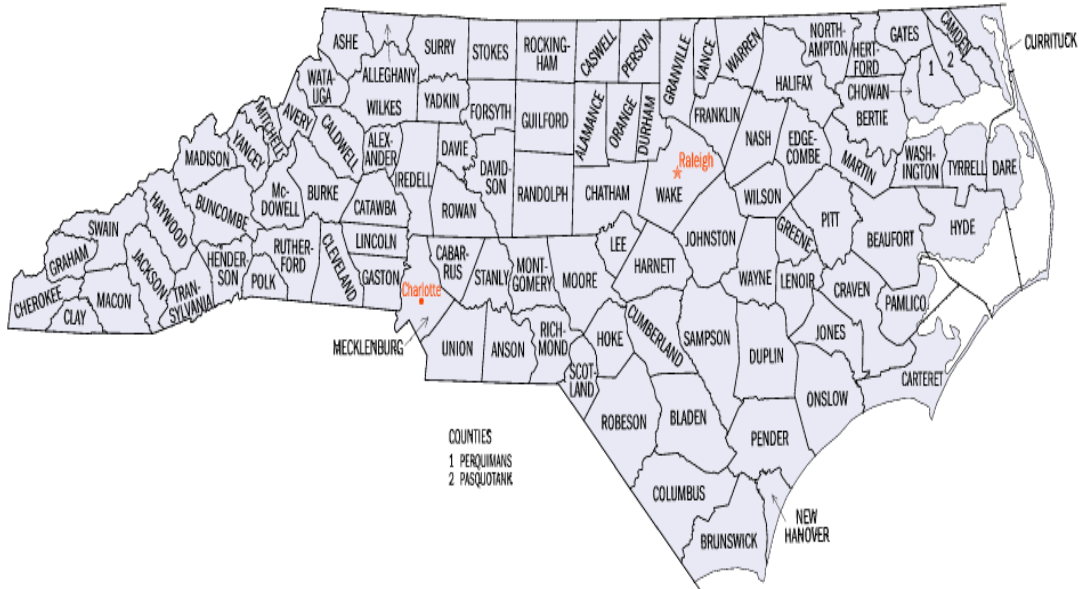 ASHE
ALLEGHANY
SURRY
STOKES
ROCKING-
HAM
CASWELL
PERSON
GRANVILLE
VANCE
WARREN
NORTH-
AMPTON
HERT-
FORD
GATES
CAMDEN
CURRITUCK
1
2
WATA-
UGA
WILKES
YADKIN
FORSYTH
GUILFORD
ALAMANCE
ORANGE
DURHAM
FRANKLIN
HALIFAX
CHOWAN
BERTIE
MITCHELL
AVERY
CALDWELL
ALEX-
ANDER
IREDELL
DAVIE
DAVID-
SON
RANDOLPH
CHATHAM
Raleigh
WAKE
NASH
EDGE-
COMBE
MARTIN
WASH-
INGTON
TYRRELL
DARE
MADISON
YANCEY
Mc-
DOWELL
BURKE
CATAWBA
ROWAN
WILSON
PITT
BEAUFORT
HYDE
SWAIN
HAYWOOD
BUNCOMBE
RUTHER-
FORD
CLEVELAND
LINCOLN
GASTON
CABAR-
RUS
STANLY
MONT-
GOMERY
MOORE
LEE
HARNETT
JOHNSTON
GREENE
WAYNE
LENOIR
CRAVEN
PAMLICO
GRAHAM
CHEROKEE
CLAY
MACON
JACKSON
TRAN-
SYLVANIA
HENDER-
SON
POLK
Charlotte
MECKLENBURG
UNION
ANSON
RICH-
MOND
SCOT-
LAND
HOKE
CUMBERLAND
SAMPSON
DUPLIN
JONES
ONSLOW
CARTERET
ROBESON
BLADEN
PENDER
COLUMBUS
BRUNSWICK
NEW
HANOVER
COUNTIES
1 PERQUIMANS
2 PASQUOTANK